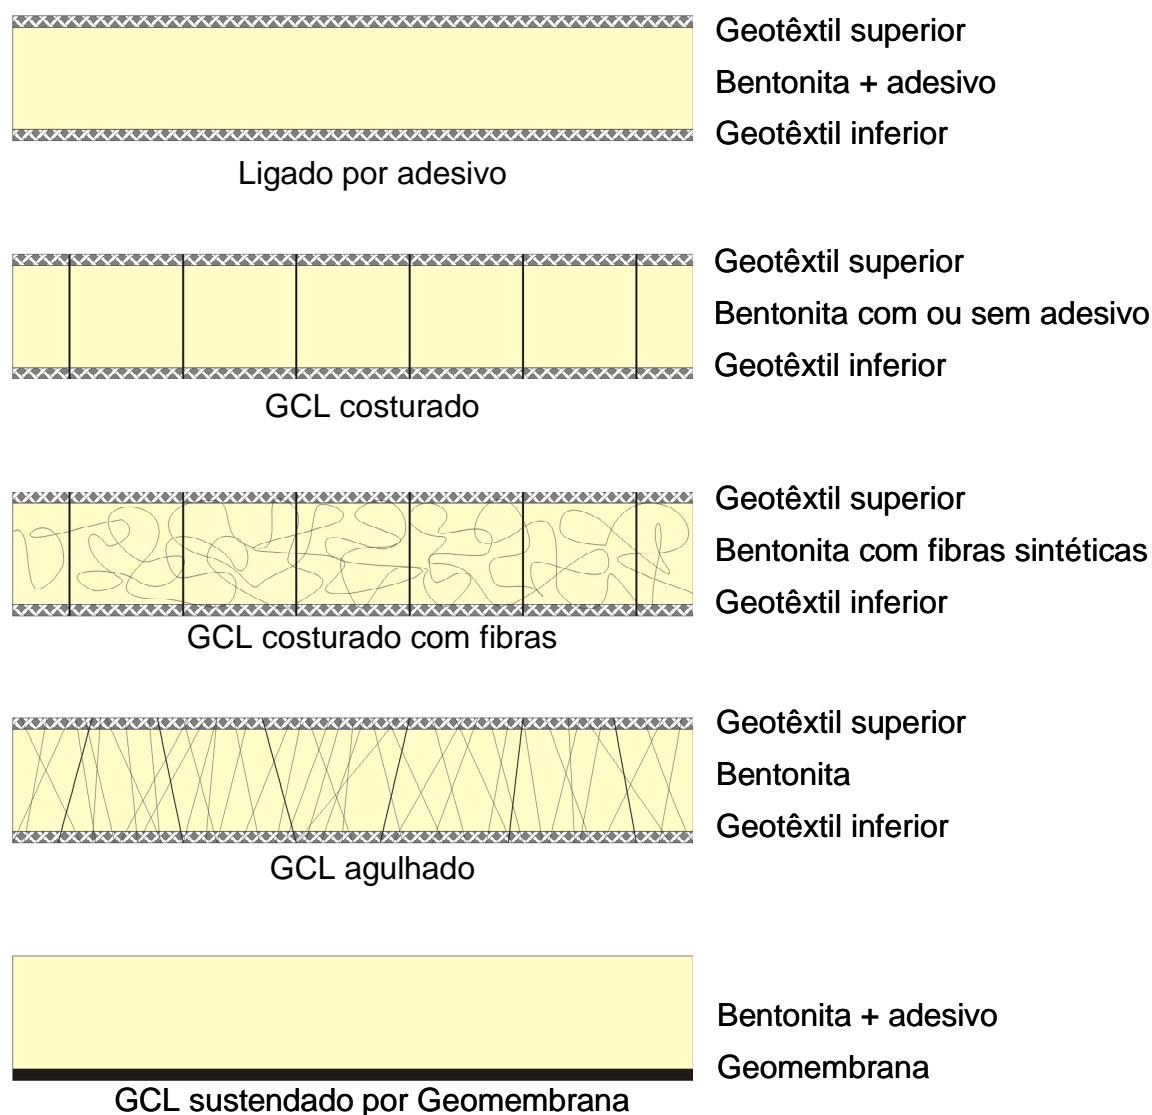 Geotêxtil superior
Bentonita + adesivo
Geotêxtil inferior
Ligado por adesivo
Geotêxtil superior
Bentonita com ou sem adesivo
Geotêxtil inferior
GCL costurado
Geotêxtil superior
Bentonita com fibras sintéticas
Geotêxtil inferior
GCL costurado com fibras
Geotêxtil superior
Bentonita
Geotêxtil inferior
GCL agulhado
Bentonita + adesivo
Geomembrana
GCL sustendado por Geomembrana